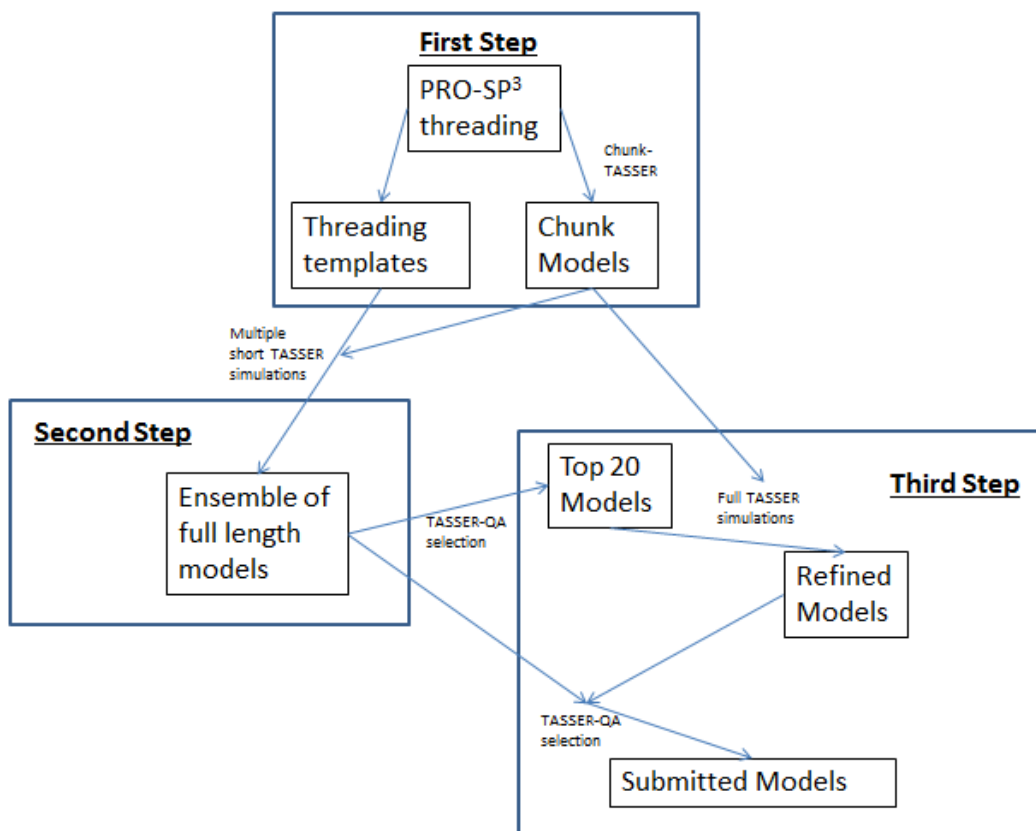 First Step
PRO-SP³
threading
Chunk-
TASSER
Threading
templates
Chunk
Models
Multiple
short TASSER
simulations
Second Step
Ensemble of
full length
models
TASSER-QA
selection
Top 20
Models
Full TASSER
simulations
Third Step
Refined
Models
TASSER-QA
selection
Submitted Models